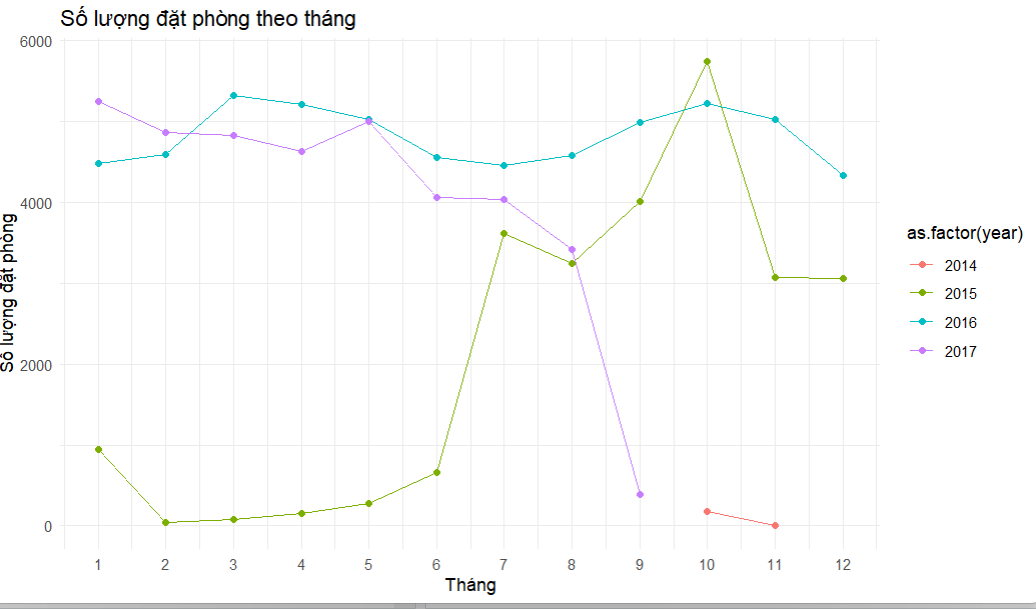 Số lượng đặt phòng theo tháng
6000
4000
2000
0
Số lượng đặt phòng
1 2 3 4 5 6 7 8 9 10 11 12
Tháng
as.factor(year)
2014
2015
2016
2017